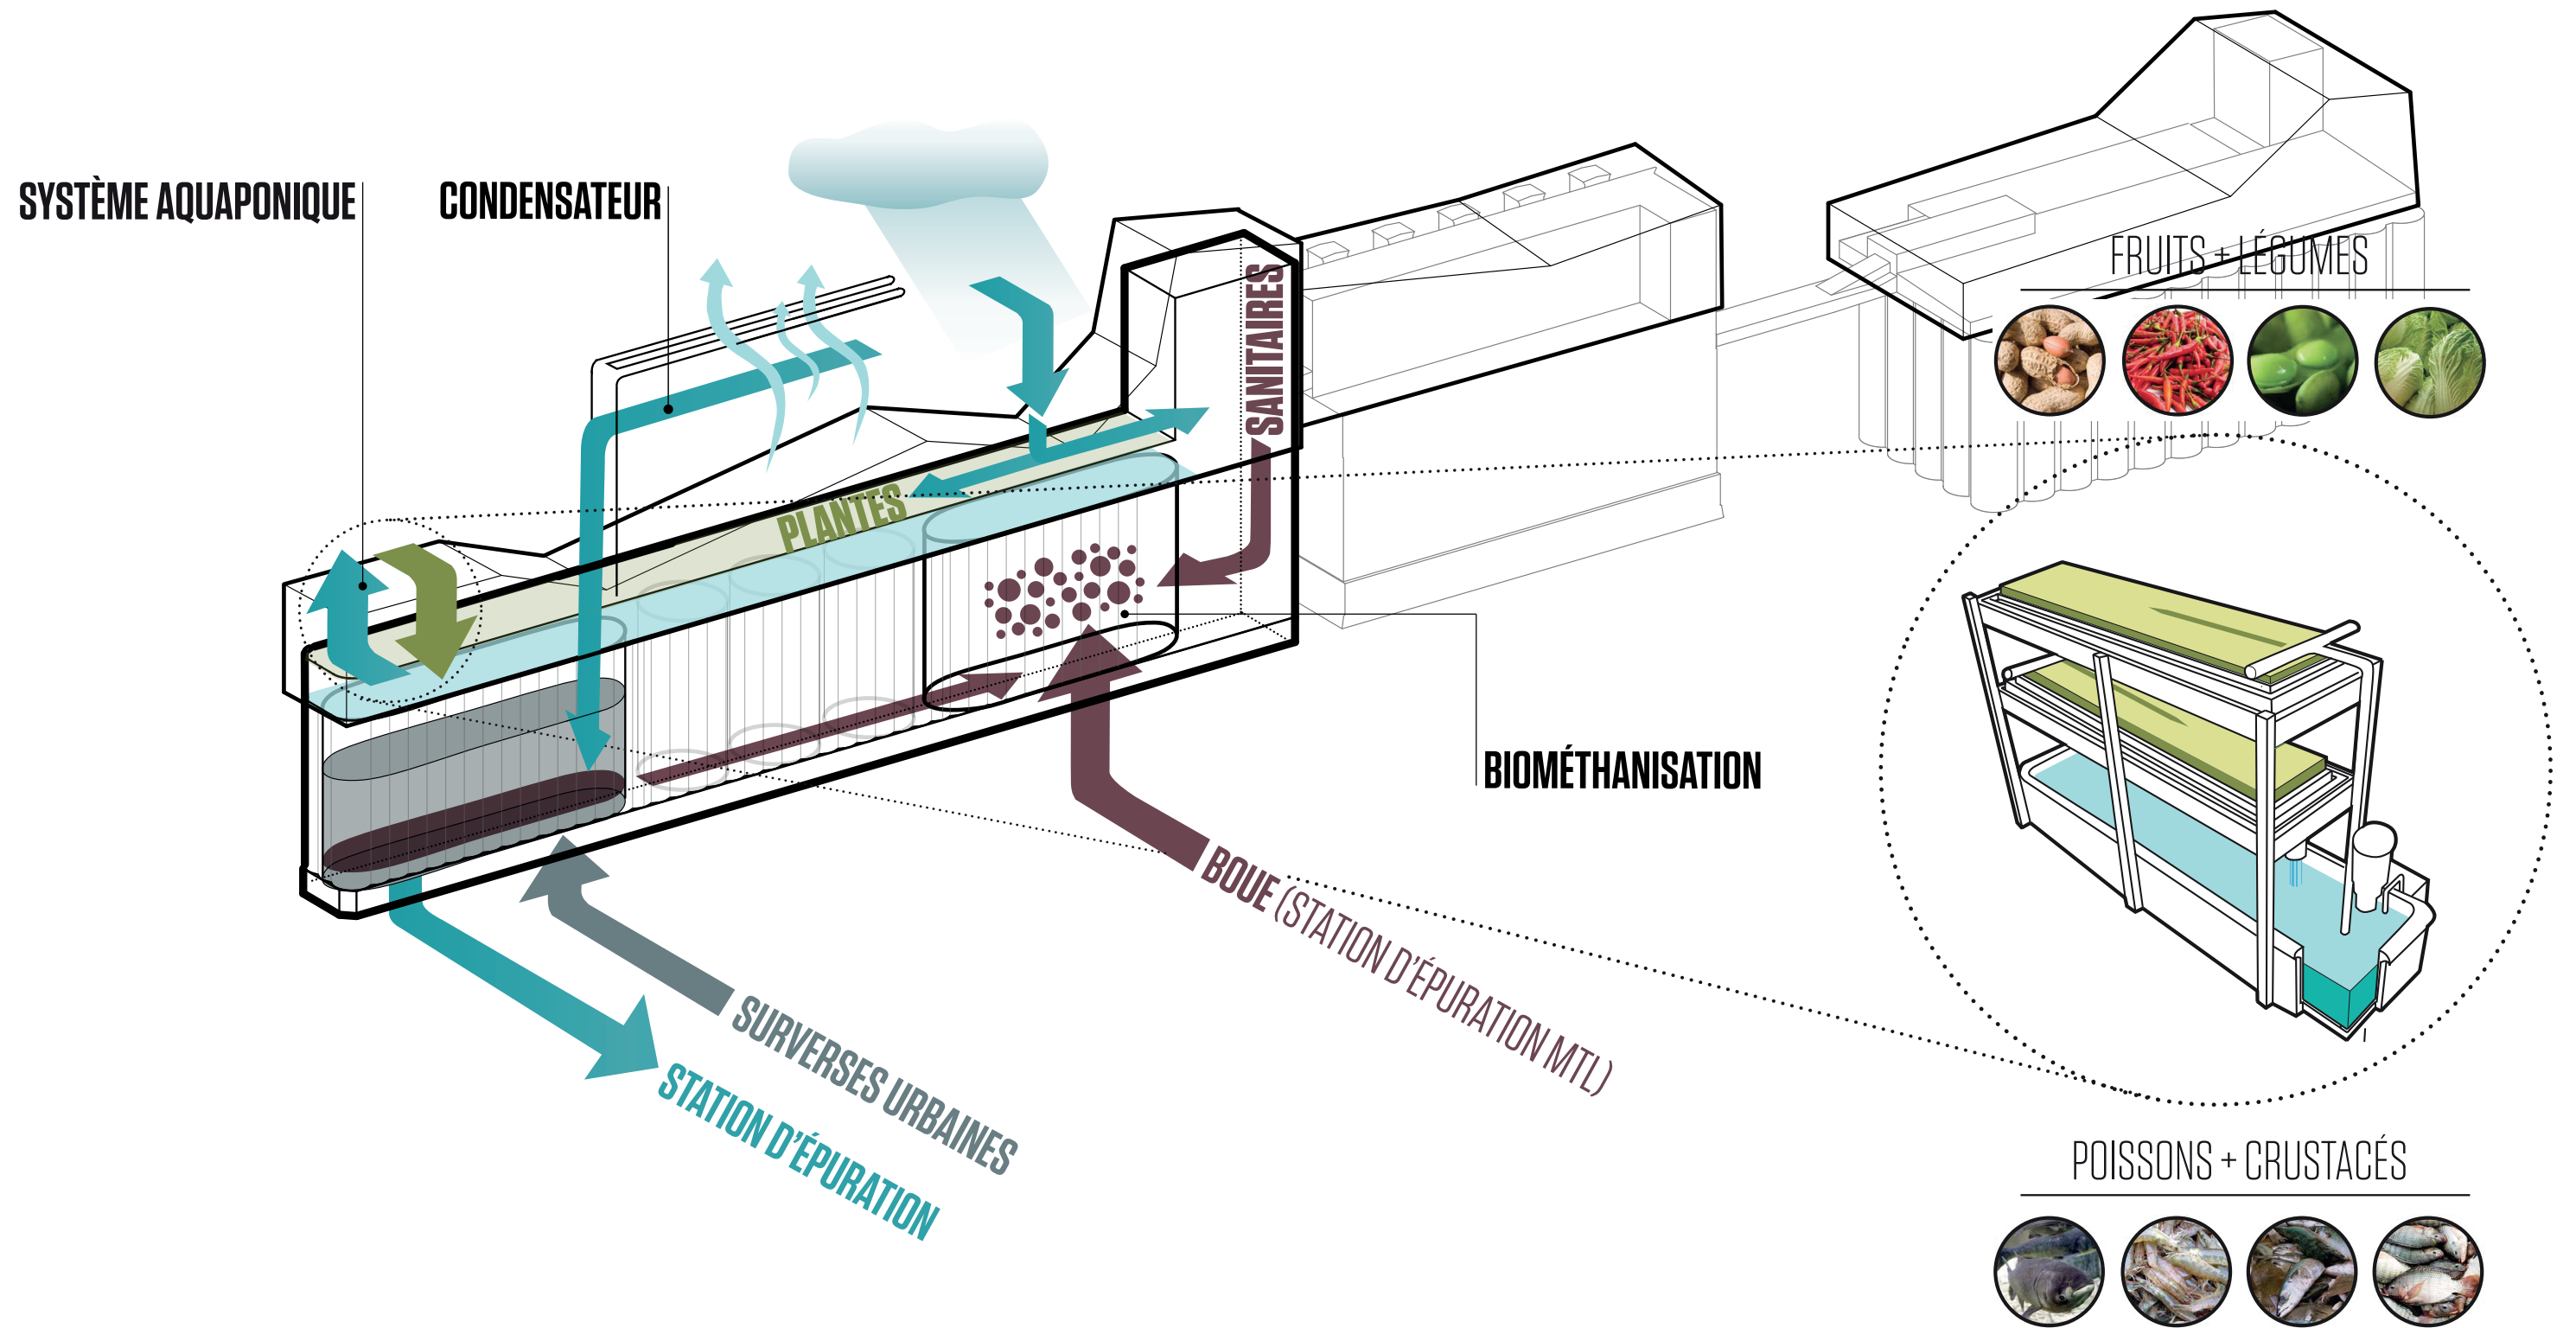 SYSTÈME AQUAPONIQUE
CONDENSATEUR
SANITAIRES
FRUITS + LÉGUMES
PLANTES
BIOMÉTHANISATION
BOUE (STATION D'ÉPURATION MTL)
SURVERSES URBAINES
STATION D'ÉPURATION
POISSONS + CRUSTACÉS